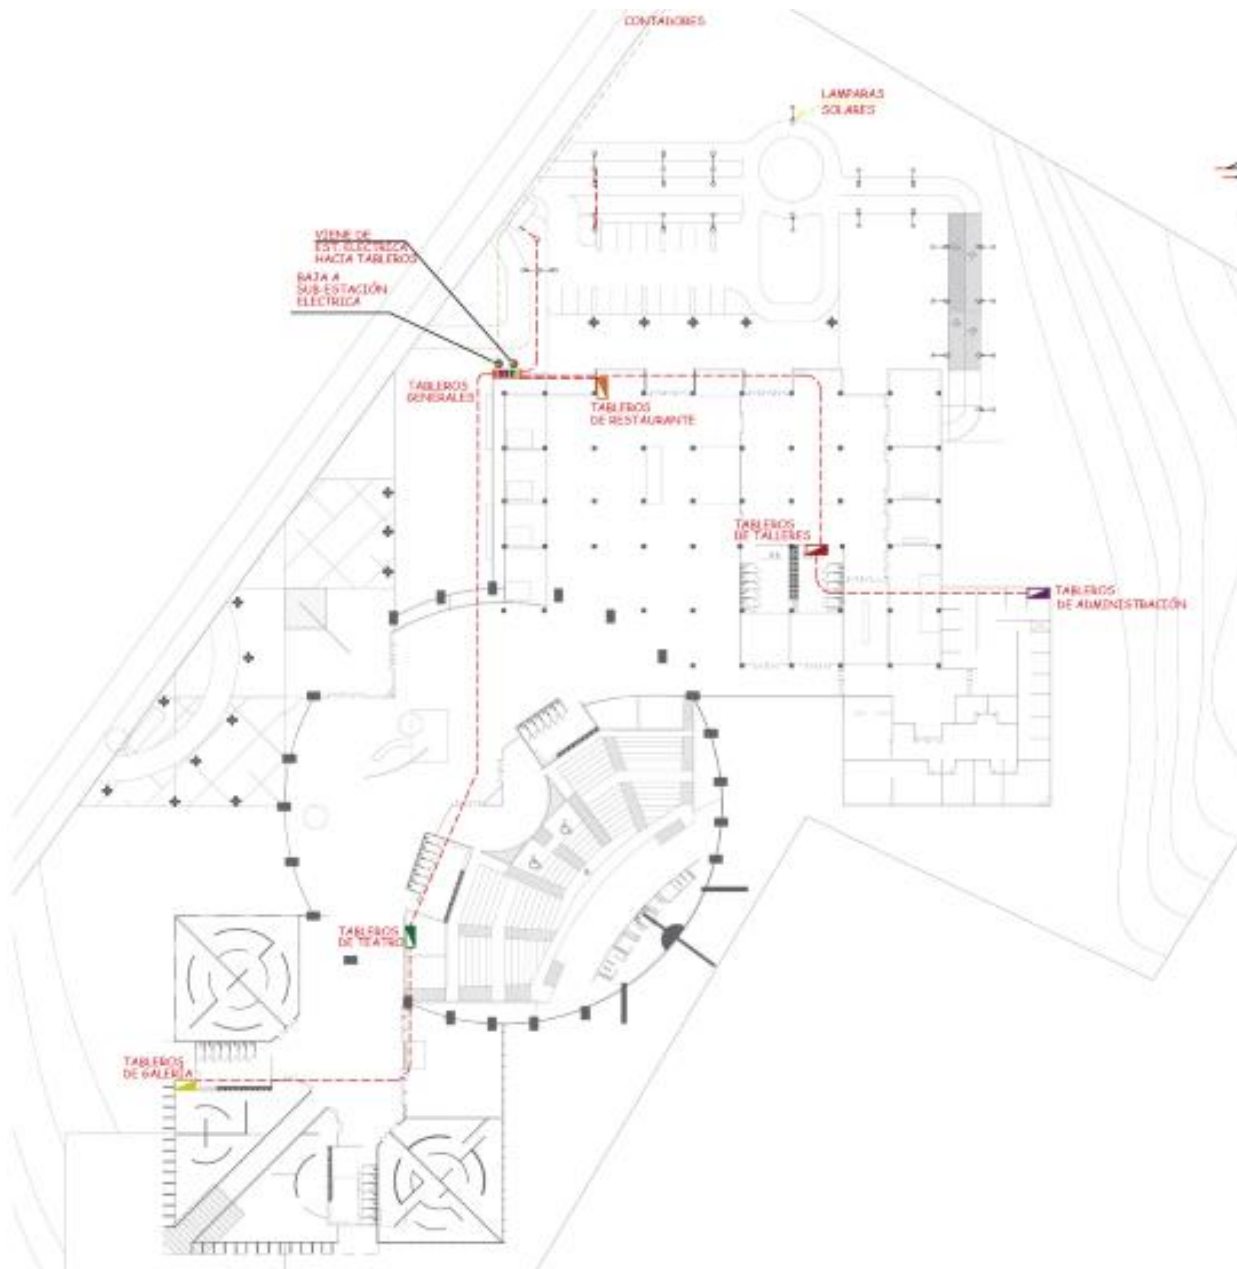 CONTADORES
LAMPARAS
SOLARES
VIENE DE
EST. ELECTRICA
HACIA TABLEROS
BAJA A
SUB-ESTACIÓN
ELECTRICA
TABLEROS
GENERALES
TABLEROS
DE RESTAURANTE
TABLEROS
DE TALLERES
TABLEROS
DE ADMINISTRACIÓN
TABLEROS
DE TEATRO
TABLEROS
DE GALERÍA